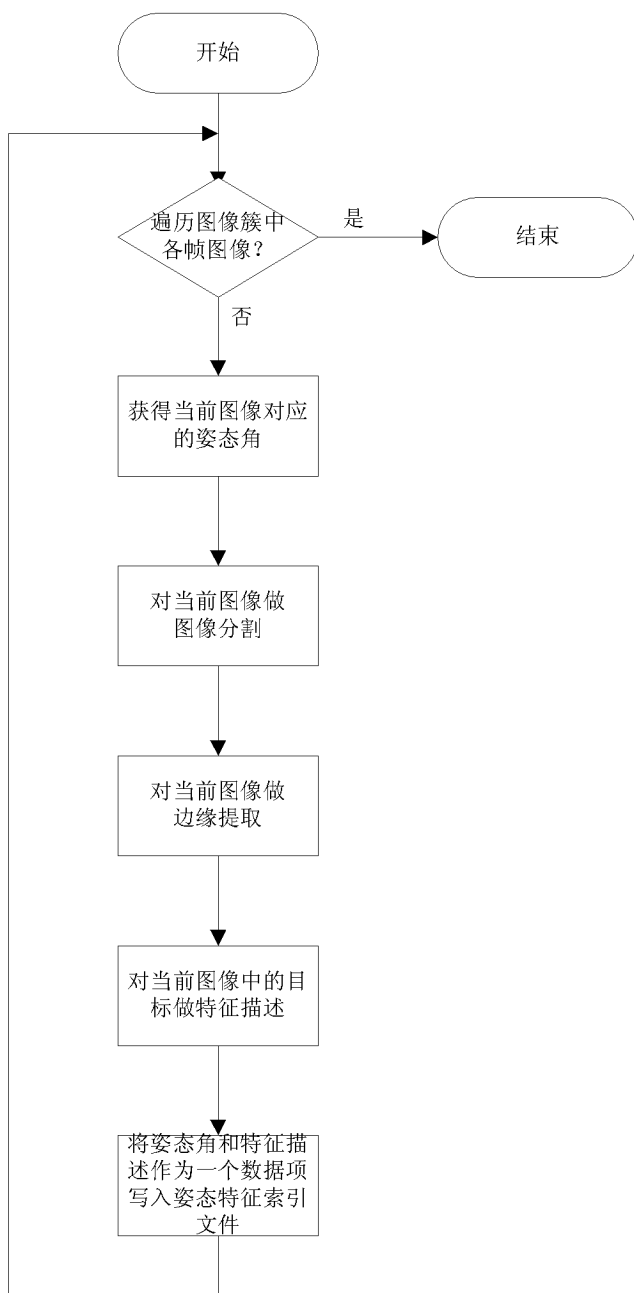 开始
遍历图像簇中
各帧图像？
是
结束
否
获得当前图像对应
的姿态角
对当前图像做
图像分割
对当前图像做
边缘提取
对当前图像中的目
标做特征描述
将姿态角和特征描
述作为一个数据项
写入姿态特征索引
文件